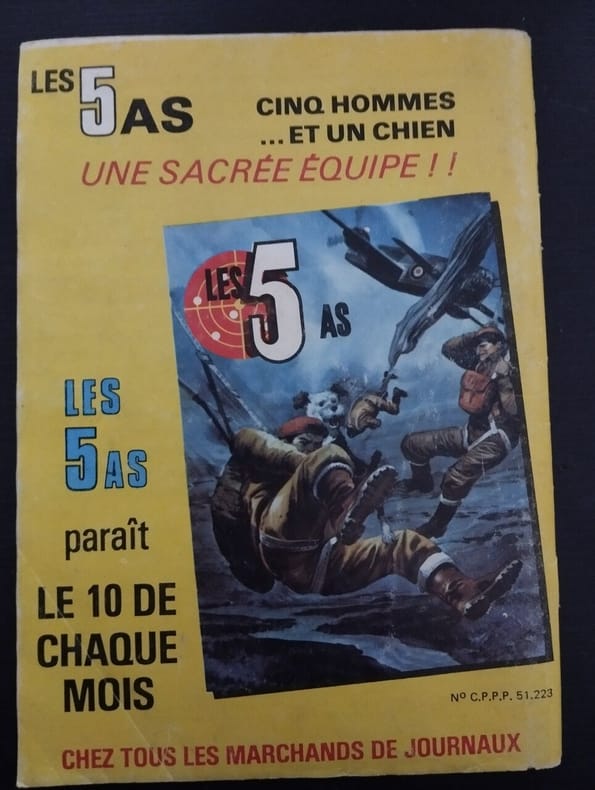 LES 5 AS
CINQ HOMMES
...ET UN CHIEN
UNE SACRÉE ÉQUIPE ! !
LES 5 AS
LES
5 AS
paraît
LE 10 DE
CHAQUE
MOIS
Nº C.P.P.P. 51.223
CHEZ TOUS LES MARCHANDS DE JOURNAUX